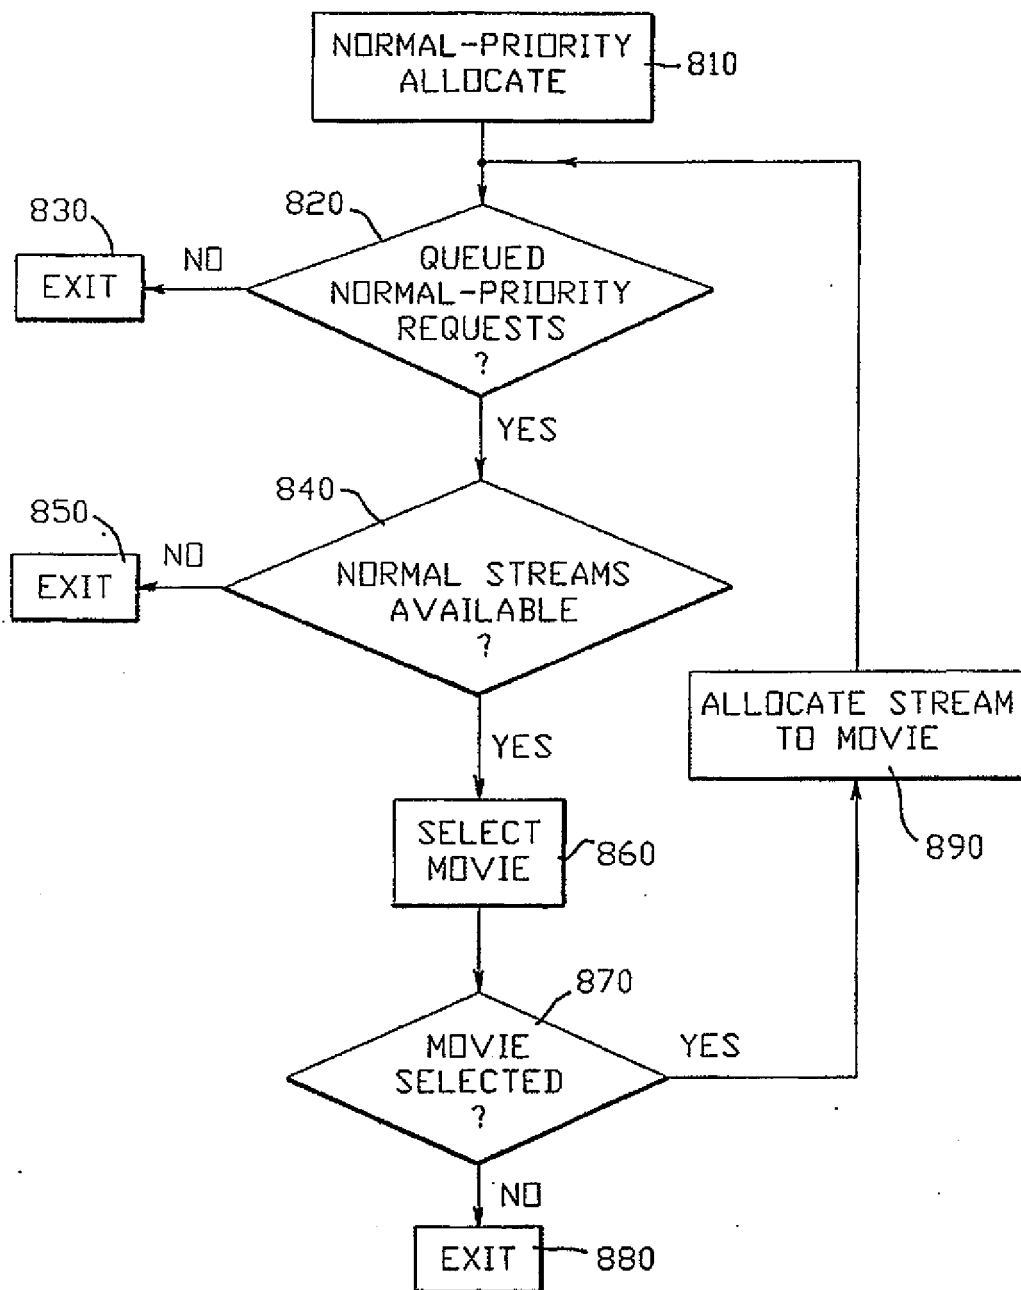 NORMAL-PRIORITY
ALLOCATE
810
820
830
NO
EXIT
QUEUED
NORMAL-PRIORITY
REQUESTS
?
YES
840
850
NO
EXIT
NORMAL STREAMS
AVAILABLE
?
YES
ALLOCATE STREAM
TO MOVIE
890
SELECT
MOVIE
860
870
MOVIE
SELECTED
?
YES
NO
EXIT
880